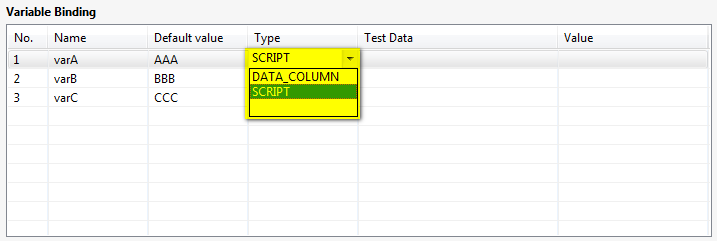 Variable Binding
No. Name Default value Type Test Data Value
1 varA AAA SCRIPT
2 varB BBB DATA_COLUMN
3 varC CCC SCRIPT